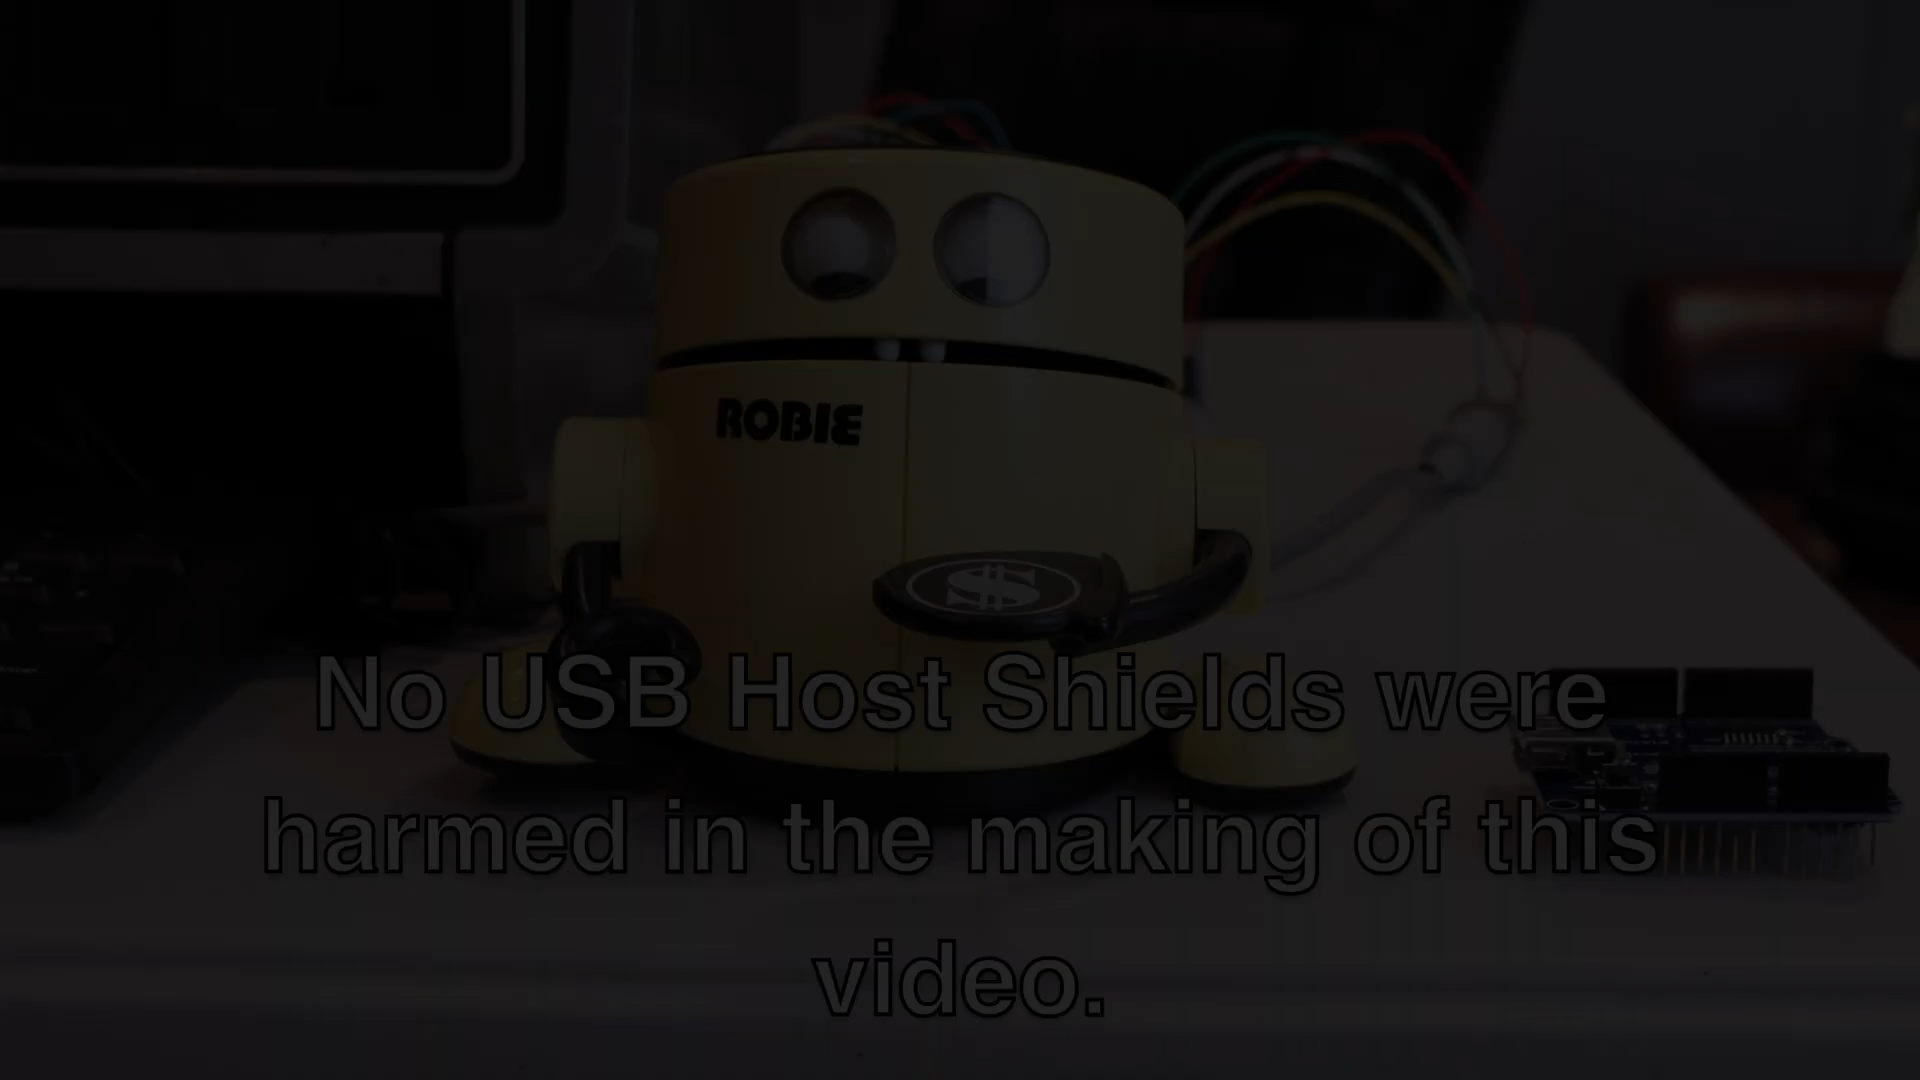 ROBIE
$
No USB Host Shields were
harmed in the making of this
video.